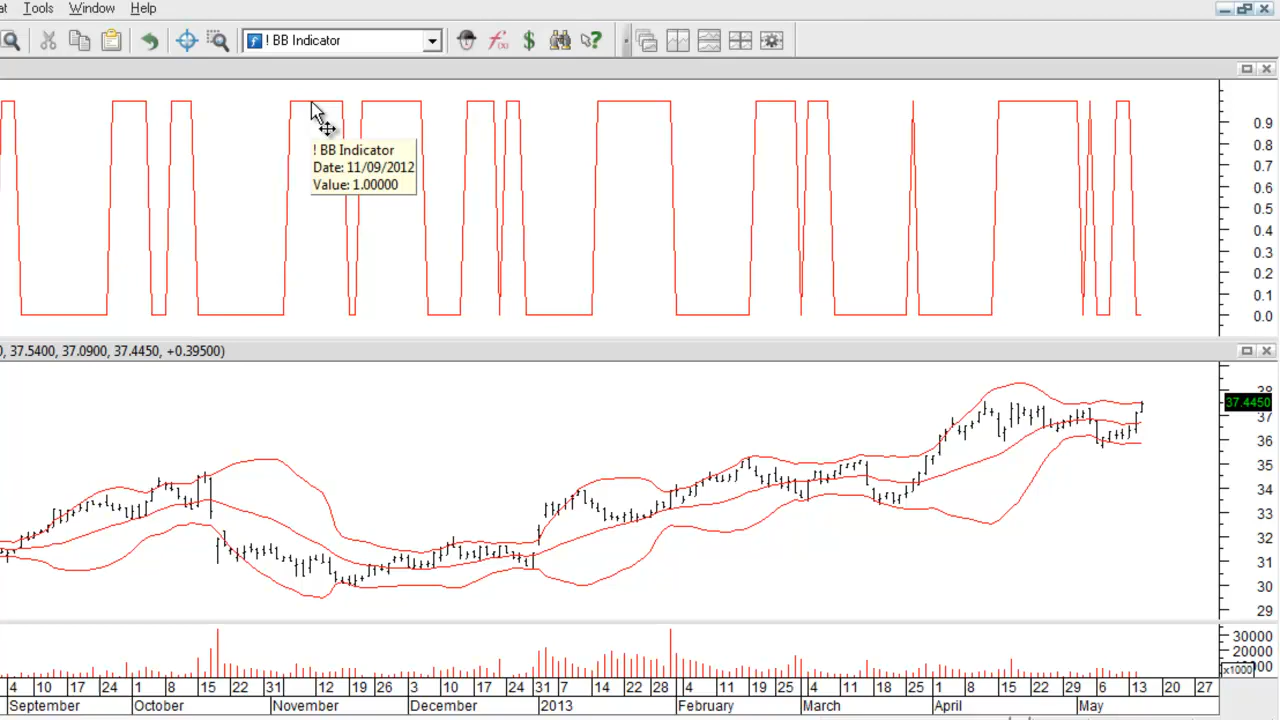 at Tools Window Help
! BB Indicator
! BB Indicator
Date: 11/09/2012
Value: 1.00000
0.9
0.8
0.7
0.6
0.5
0.4
0.3
0.2
0.1
0.0
0, 37.5400, 37.0900, 37.4450, +0.39500)
38
37.4450
37
36
35
34
33
32
31
30
29
30000
20000
10000
x1000
4 10 17 24 1 8 15 22 31 12 19 26 3 10 17 24 31 7 14 22 28 4 11 19 25 4 11 18 25 1 8 15 22 29 6 13 20 27
September October November December 2013 February March April May